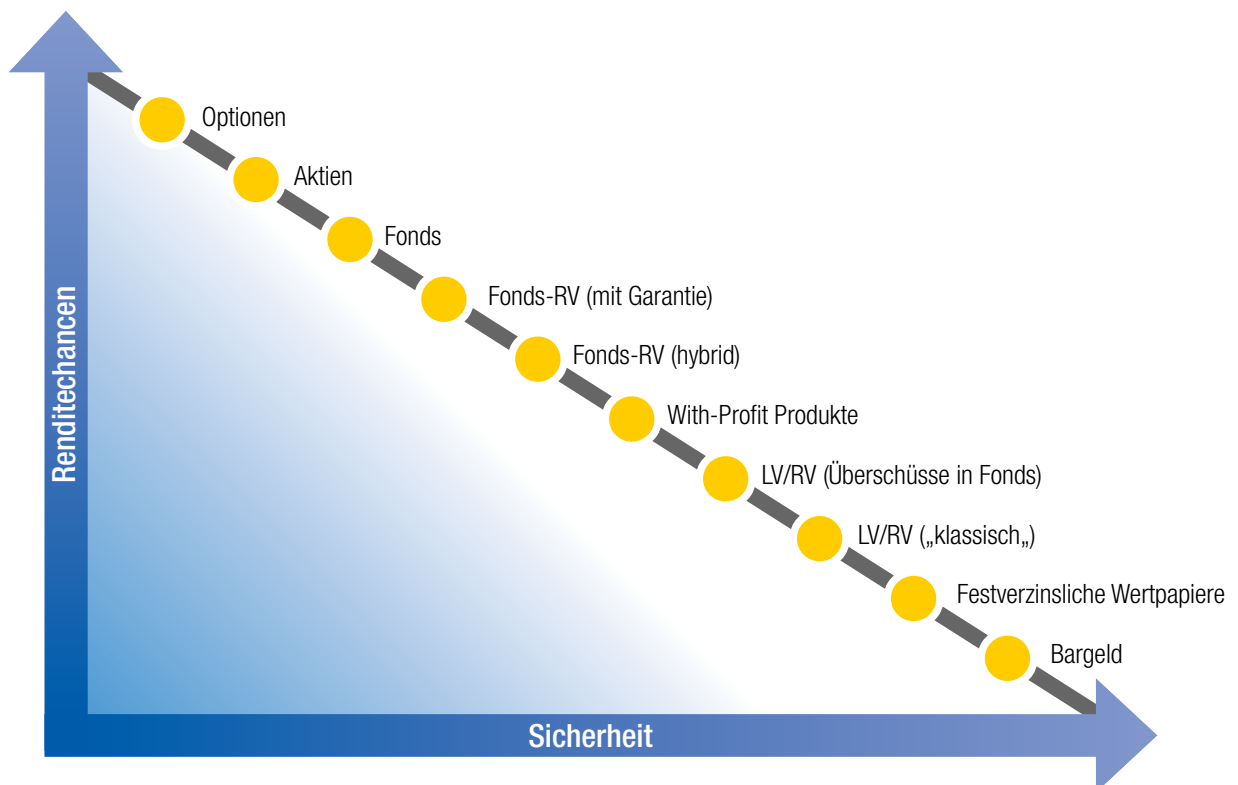 Optionen
Aktien
Fonds
Fonds-RV (mit Garantie)
Fonds-RV (hybrid)
With-Profit Produkte
LV/RV (Überschüsse in Fonds)
LV/RV („klassisch„)
Festverzinsliche Wertpapiere
Bargeld
Renditechancen
Sicherheit